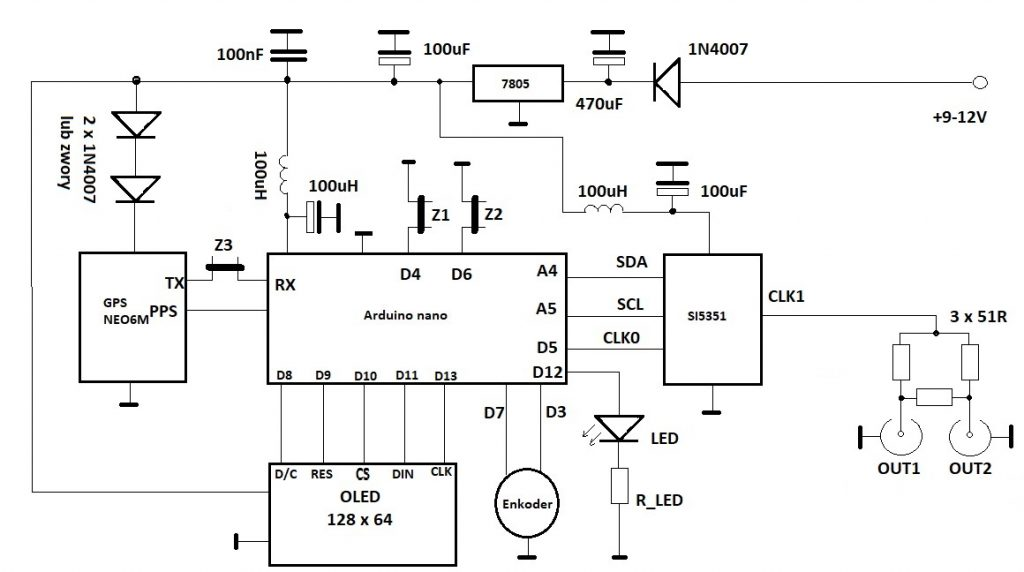 100nF
100uF
1N4007
7805
470uF
+9-12V
2 x 1N4007
lub zwory
100uH
100uH
Z1
Z2
100uH
100uF
Z3
TX
RX
D4
D6
A4
SDA
GPS
NEO6M
PPS
Arduino nano
A5
SCL
SI5351
CLK1
3 x 51R
D5
CLK0
D12
D8
D9
D10
D11
D13
D7
D3
LED
OUT1
OUT2
D/C
RES
CS
DIN
CLK
OLED
128 x 64
Enkoder
R_LED